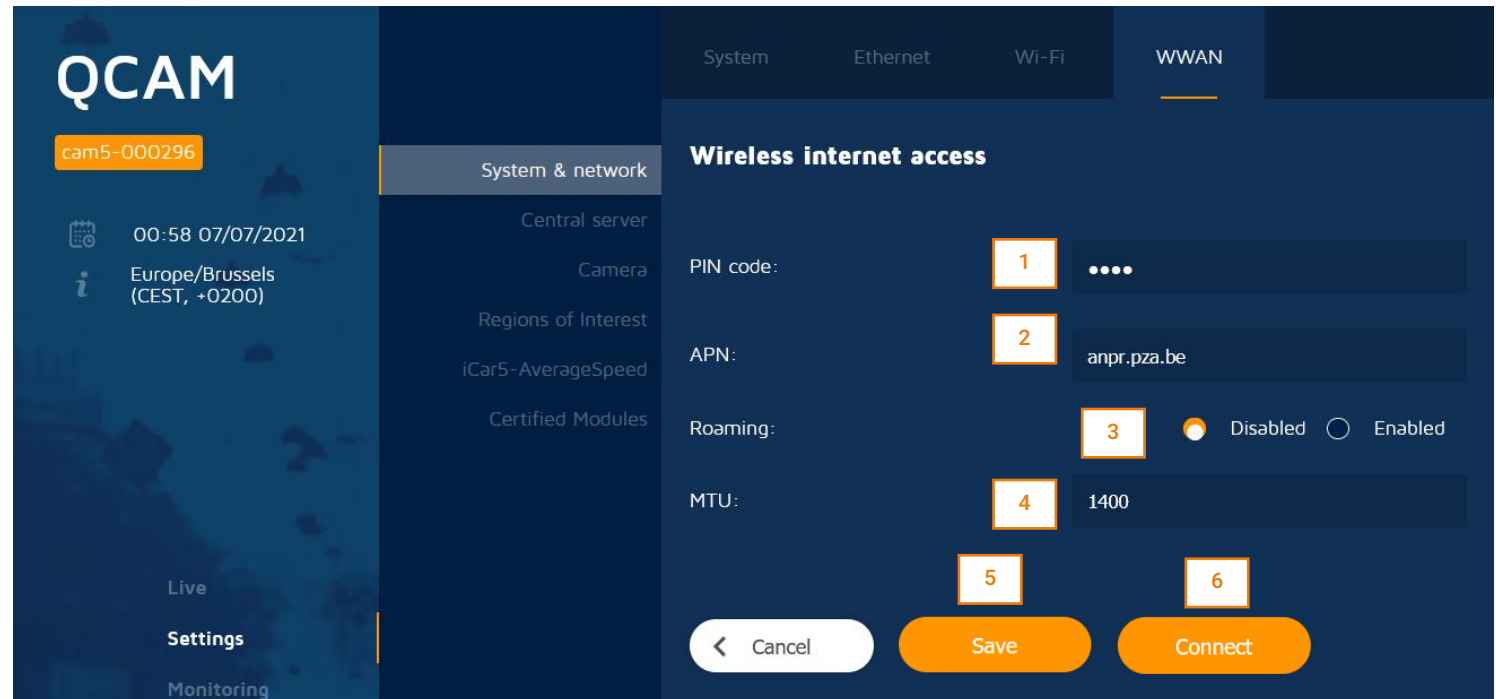 QCAM
cam5-000296
00:58 07/07/2021
Europe/Brussels
(CEST, +0200)
Live
Settings
Monitoring
System & network
Central server
Camera
Regions of Interest
iCar5-AverageSpeed
Certified Modules
System Ethernet Wi-Fi WWAN
Wireless internet access
PIN code: 1 ••••
APN: 2 anpr.pza.be
Roaming: 3 Disabled Enabled
MTU: 4 1400
5 6
Cancel Save Connect